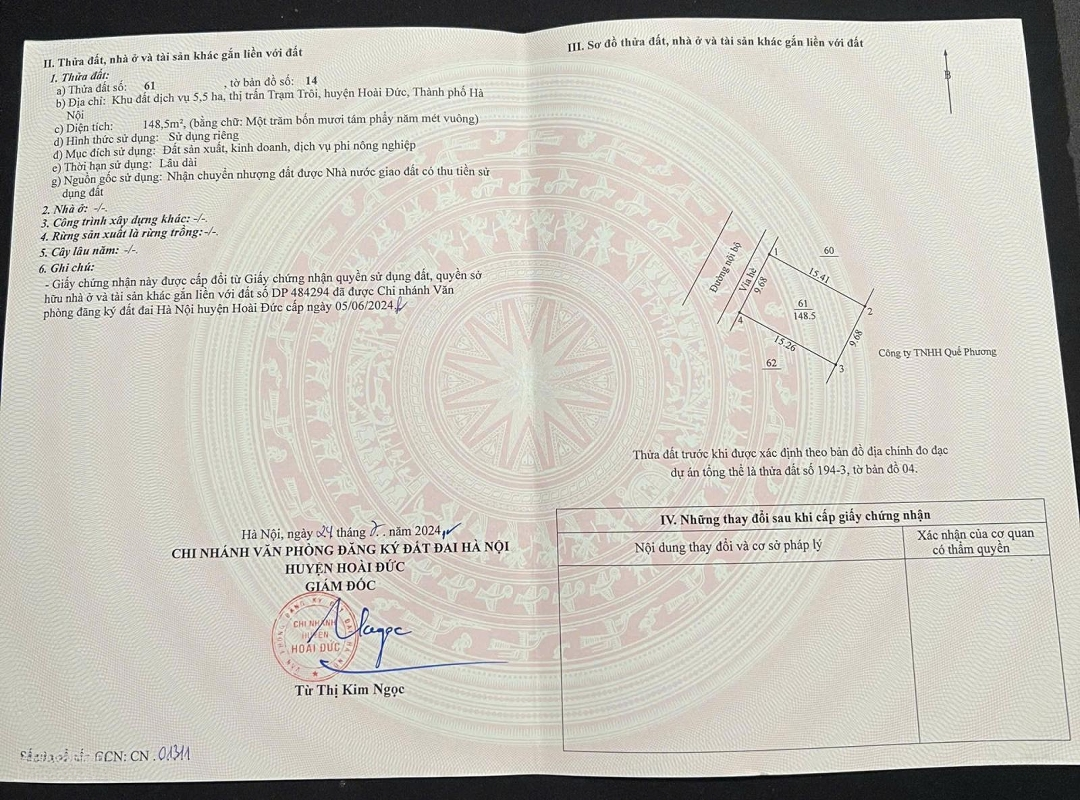 II. Thửa đất, nhà ở và tài sản khác gắn liền với đất
1. Thửa đất:
a) Thửa đất số: 61 , tờ bản đồ số: 14
b) Địa chỉ: Khu đất dịch vụ 5,5 ha, thị trấn Trạm Trôi, huyện Hoài Đức, Thành phố Hà
Nội
c) Diện tích: 148,5m², (bằng chữ: Một trăm bốn mươi tám phẩy năm mét vuông)
d) Hình thức sử dụng: Sử dụng riêng
đ) Mục đích sử dụng: Đất sản xuất, kinh doanh, dịch vụ phi nông nghiệp
e) Thời hạn sử dụng: Lâu dài
g) Nguồn gốc sử dụng: Nhận chuyển nhượng đất được Nhà nước giao đất có thu tiền sử
dụng đất
2. Nhà ở: -/-.
3. Công trình xây dựng khác: -/-.
4. Rừng sản xuất là rừng trồng:-/-.
5. Cây lâu năm: -/-.
6. Ghi chú:
- Giấy chứng nhận này được cấp đổi từ Giấy chứng nhận quyền sử dụng đất, quyền sở
hữu nhà ở và tài sản khác gắn liền với đất số DP 484294 đã được Chi nhánh Văn
phòng đăng ký đất đai Hà Nội huyện Hoài Đức cấp ngày 05/06/2024
Hà Nội, ngày 24 tháng 7 . năm 2024
CHI NHÁNH VĂN PHÒNG ĐĂNG KÝ ĐẤT ĐAI HÀ NỘI
HUYỆN HOÀI ĐỨC
GIÁM ĐỐC
CHI NHÁNH
HUYỆN
HOÀI ĐỨC
Từ Thị Kim Ngọc
GCN: CN .01311
III. Sơ đồ thửa đất, nhà ở và tài sản khác gắn liền với đất
B
Đường nội bộ
Vỉa hè
9.68
1
60
15.41
61
148.5
2
4
15.26
9.68
62
3
Công ty TNHH Quế Phương
Thửa đất trước khi được xác định theo bản đồ địa chính đo đạc
dự án tổng thể là thửa đất số 194-3, tờ bản đồ 04.
IV. Những thay đổi sau khi cấp giấy chứng nhận
Nội dung thay đổi và cơ sở pháp lý
Xác nhận của cơ quan
có thẩm quyền